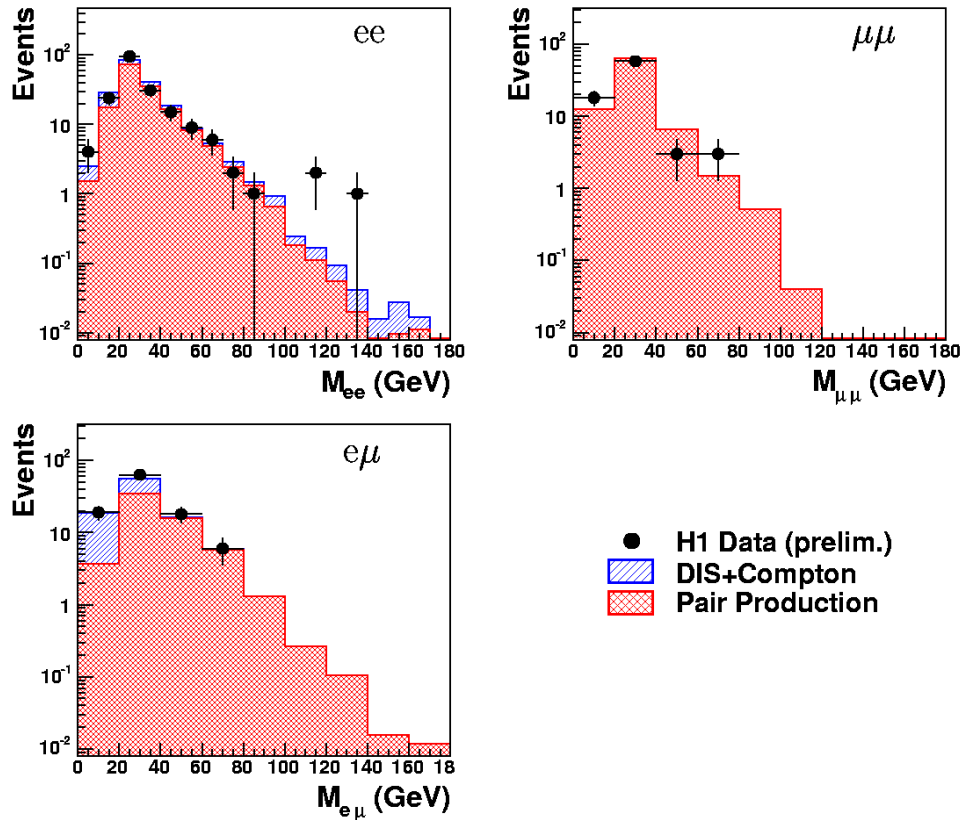 ee
Events
10²
10
1
10⁻¹
10⁻²
0 20 40 60 80 100 120 140 160 180
M_ee (GeV)
μμ
Events
10²
10
1
10⁻¹
10⁻²
0 20 40 60 80 100 120 140 160 180
M_μμ (GeV)
eμ
Events
10²
10
1
10⁻¹
10⁻²
0 20 40 60 80 100 120 140 160 18
M_eμ (GeV)
H1 Data (prelim.)
DIS+Compton
Pair Production